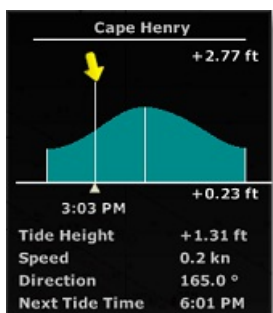 Cape Henry
+2.77 ft
+0.23 ft
3:03 PM
Tide Height +1.31 ft
Speed 0.2 kn
Direction 165.0 °
Next Tide Time 6:01 PM